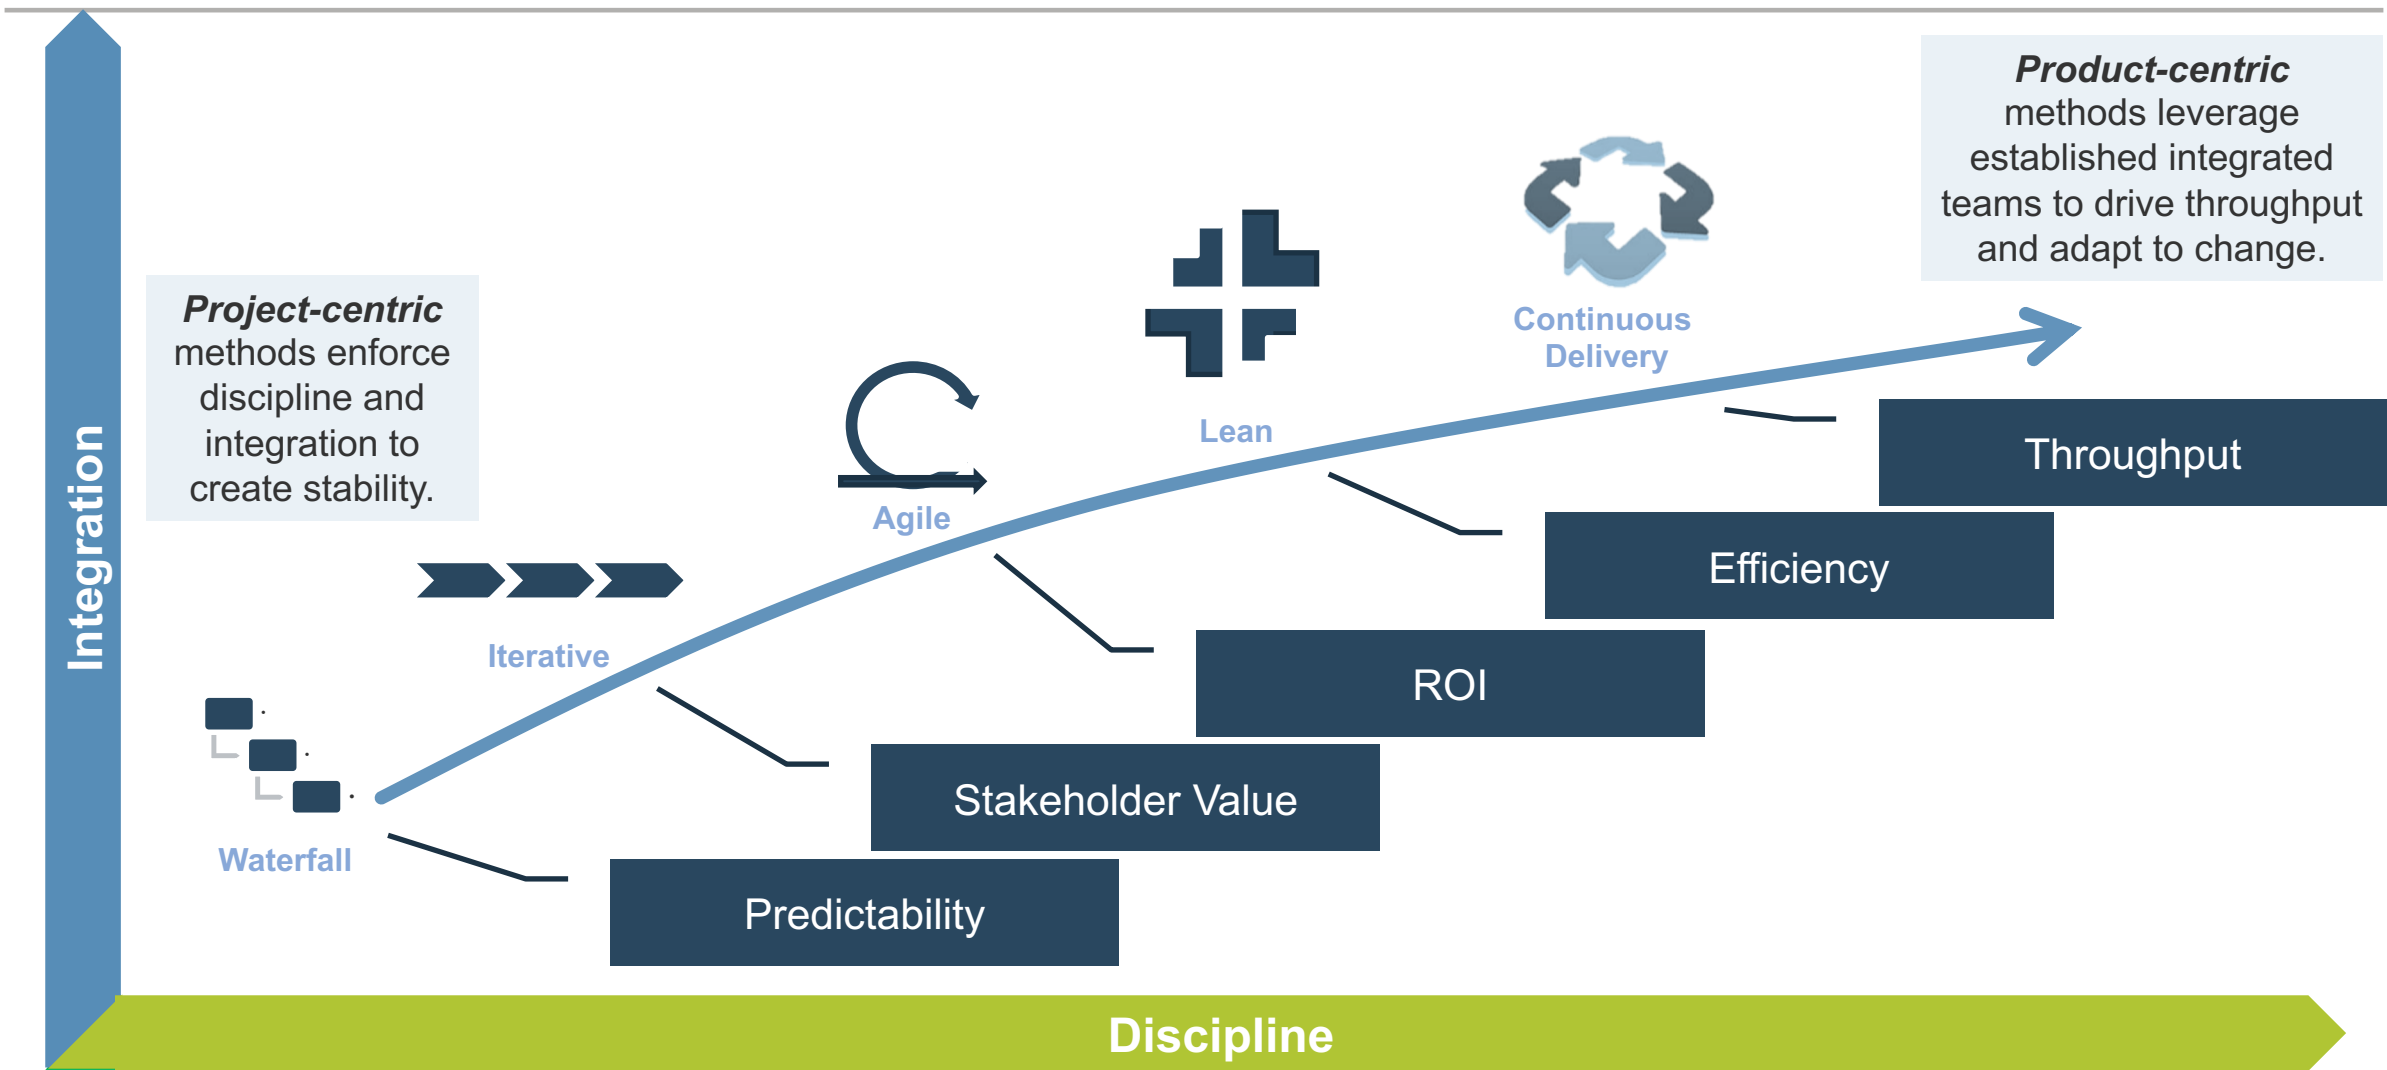 Product-centric
methods leverage
established integrated
teams to drive throughput
and adapt to change.
Project-centric
methods enforce
discipline and
integration to
create stability.
Continuous
Delivery
Lean
Agile
Iterative
Waterfall
Integration
Throughput
Efficiency
ROI
Stakeholder Value
Predictability
Discipline